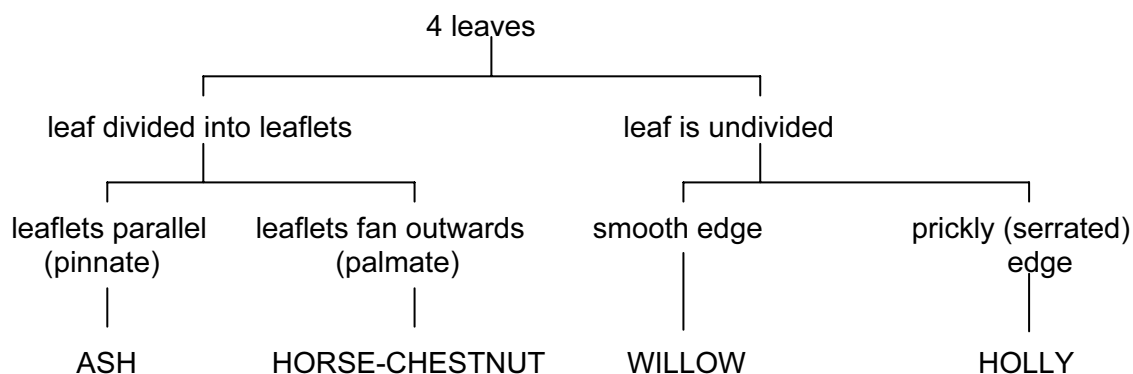 4 leaves
leaf divided into leaflets
leaf is undivided
leaflets parallel
(pinnate)
leaflets fan outwards
(palmate)
smooth edge
prickly (serrated)
edge
ASH
HORSE-CHESTNUT
WILLOW
HOLLY